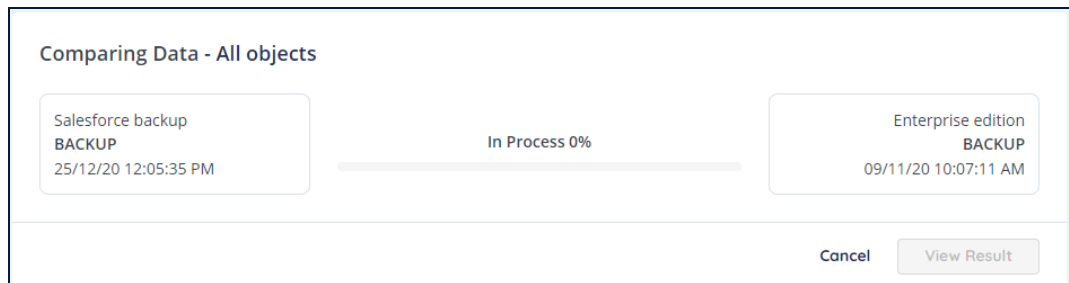 Comparing Data - All objects
Salesforce backup
BACKUP
25/12/20 12:05:35 PM
In Process 0%
Enterprise edition
BACKUP
09/11/20 10:07:11 AM
Cancel
View Result